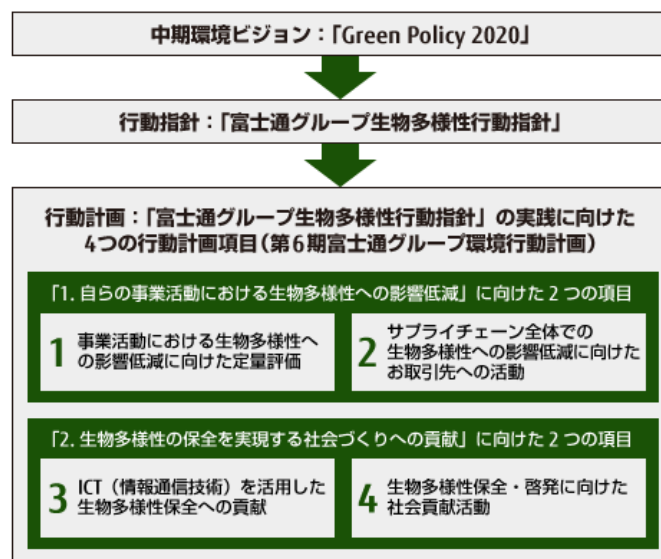 中期環境ビジョン：「Green Policy 2020」
行動指針：「富士通グループ生物多様性行動指針」
行動計画：「富士通グループ生物多様性行動指針」の実践に向けた
4つの行動計画項目（第6期富士通グループ環境行動計画）
「1. 自らの事業活動における生物多様性への影響低減」に向けた 2 つの項目
1 事業活動における生物多様性へ
の影響低減に向けた定量評価
2 サプライチェーン全体での
生物多様性への影響低減に向けた
お取引先への活動
「2. 生物多様性の保全を実現する社会づくりへの貢献」に向けた 2 つの項目
3 ICT（情報通信技術）を活用した
生物多様性保全への貢献
4 生物多様性保全・啓発に向けた
社会貢献活動